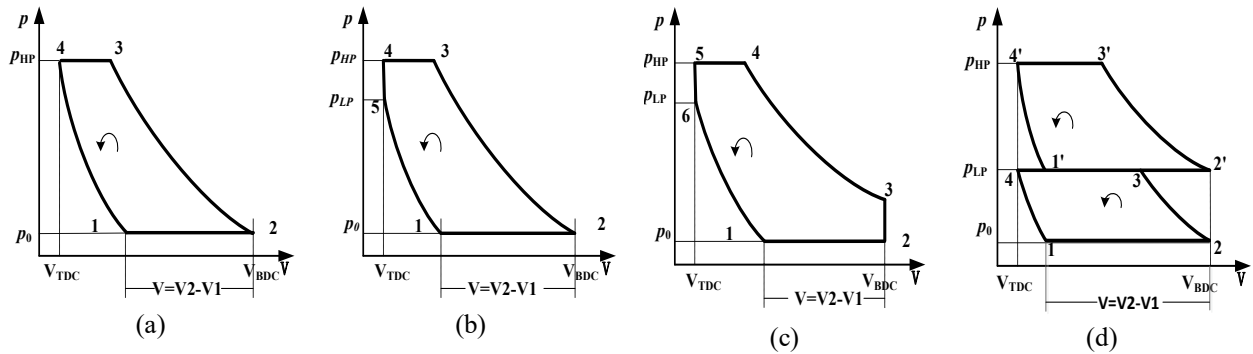 p
p_HP
4
3
p_0
1
2
V_TDC
V_BDC
V
V=V2-V1
(a)
p
p_HP
4
3
p_LP
5
p_0
1
2
V_TDC
V_BDC
V
V=V2-V1
(b)
p
p_HP
5
4
p_LP
6
3
p_0
1
2
V_TDC
V_BDC
V
V=V2-V1
(c)
p
p_HP
4'
3'
p_LP
1'
2'
4
3
p_0
1
2
V_TDC
V_BDC
V
V=V2-V1
(d)